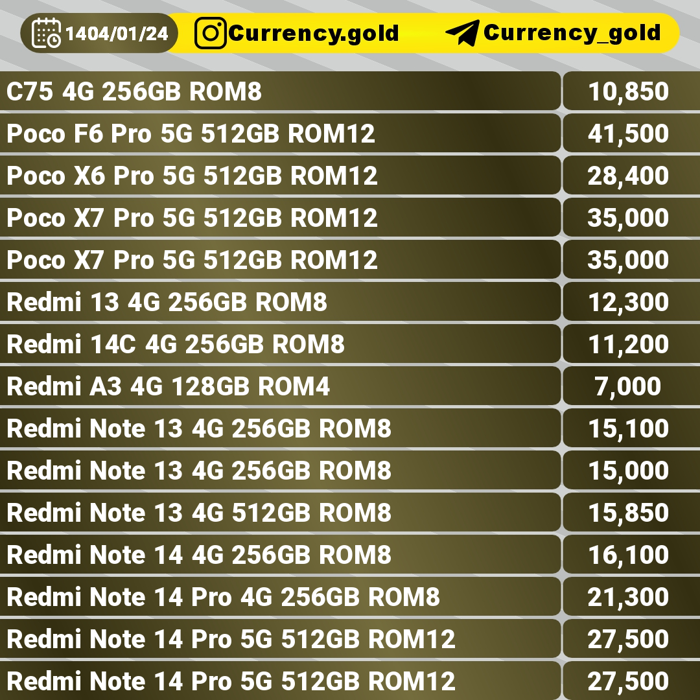 1404/01/24 Currency.gold Currency_gold
C75 4G 256GB ROM8 10,850
Poco F6 Pro 5G 512GB ROM12 41,500
Poco X6 Pro 5G 512GB ROM12 28,400
Poco X7 Pro 5G 512GB ROM12 35,000
Poco X7 Pro 5G 512GB ROM12 35,000
Redmi 13 4G 256GB ROM8 12,300
Redmi 14C 4G 256GB ROM8 11,200
Redmi A3 4G 128GB ROM4 7,000
Redmi Note 13 4G 256GB ROM8 15,100
Redmi Note 13 4G 256GB ROM8 15,000
Redmi Note 13 4G 512GB ROM8 15,850
Redmi Note 14 4G 256GB ROM8 16,100
Redmi Note 14 Pro 4G 256GB ROM8 21,300
Redmi Note 14 Pro 5G 512GB ROM12 27,500
Redmi Note 14 Pro 5G 512GB ROM12 27,500